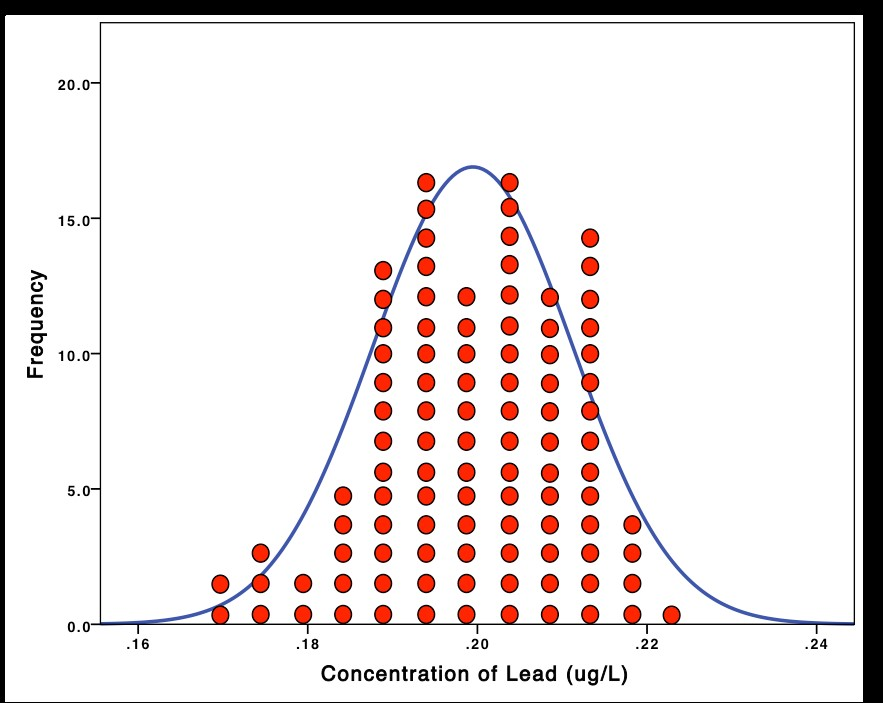 20.0
15.0
10.0
5.0
0.0
Frequency
.16 .18 .20 .22 .24
Concentration of Lead (ug/L)